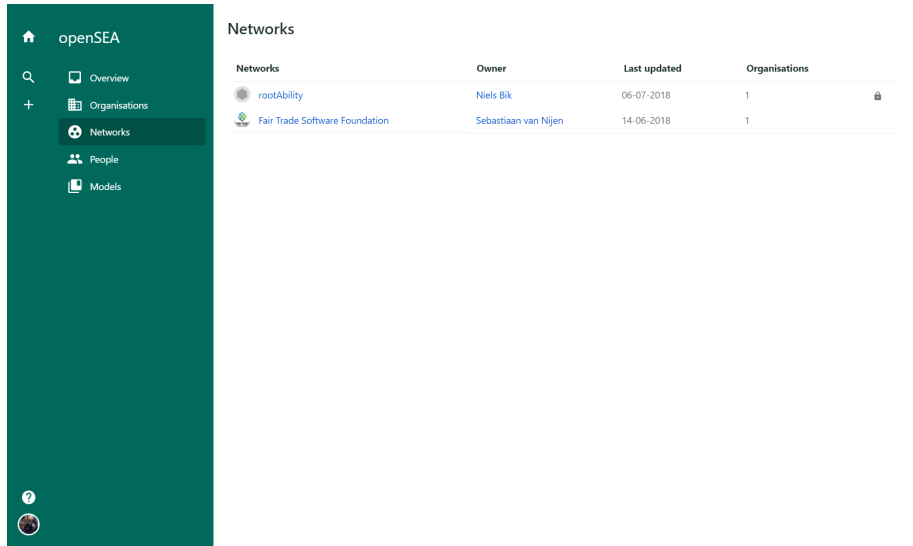 openSEA
Overview
Organisations
Networks
People
Models
Networks
Networks Owner Last updated Organisations
rootAbility Niels Bik 06-07-2018 1
Fair Trade Software Foundation Sebastiaan van Nijen 14-06-2018 1
?